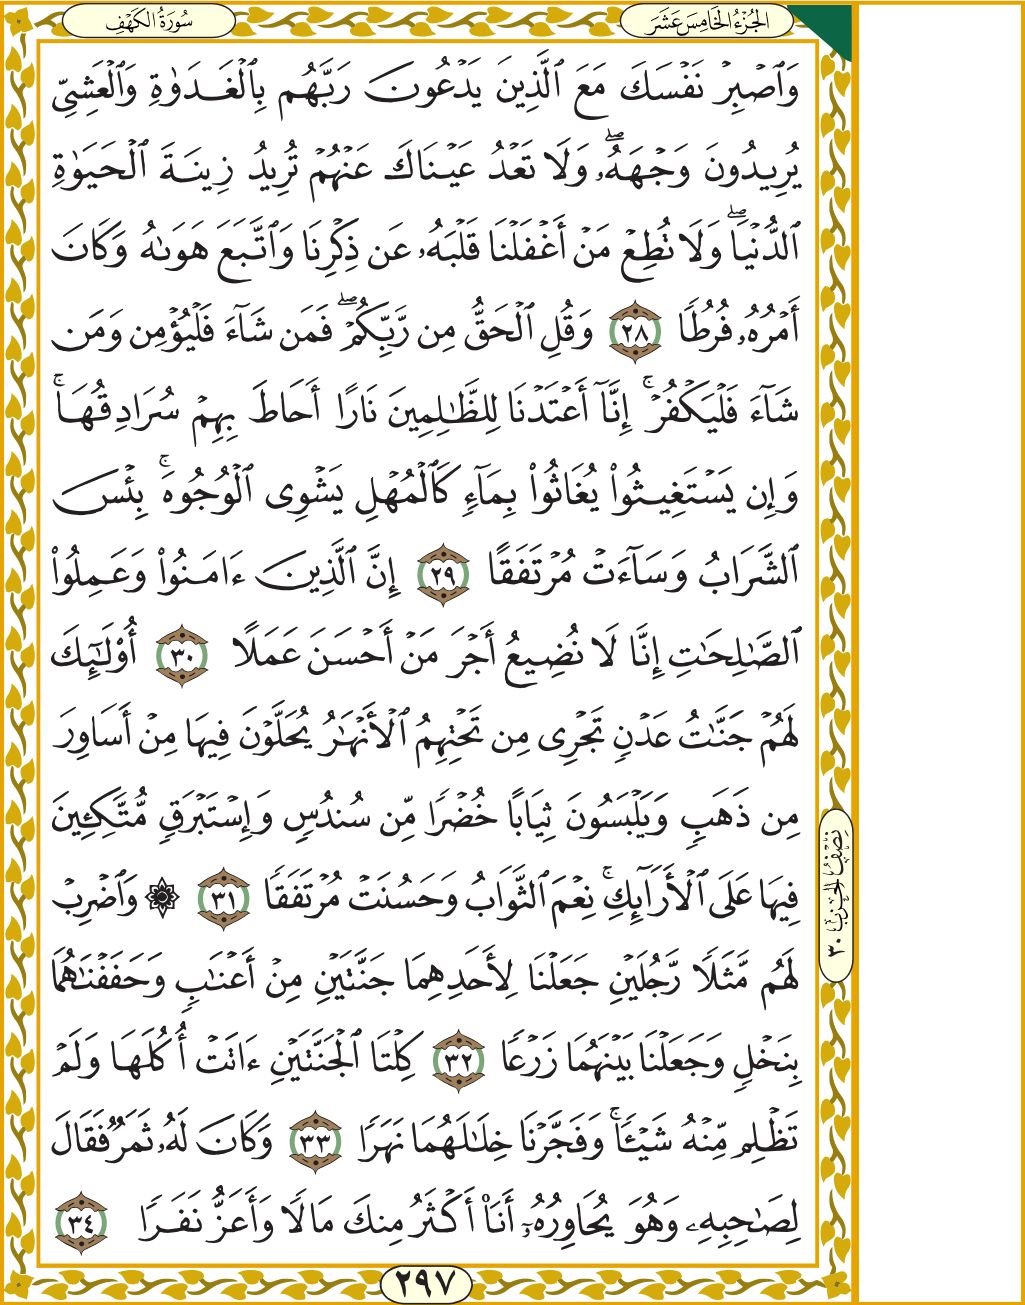 سُورَةُ الكَهْفِ
الجُزْءُ الخَامِسَ عَشَرَ
وَٱصۡبِرۡ نَفۡسَكَ مَعَ ٱلَّذِينَ يَدۡعُونَ رَبَّهُم بِٱلۡغَدَوٰةِ وَٱلۡعَشِيِّ
يُرِيدُونَ وَجۡهَهُۥۖ وَلَا تَعۡدُ عَيۡنَاكَ عَنۡهُمۡ تُرِيدُ زِينَةَ ٱلۡحَيَوٰةِ
ٱلدُّنۡيَاۖ وَلَا تُطِعۡ مَنۡ أَغۡفَلۡنَا قَلۡبَهُۥ عَن ذِكۡرِنَا وَٱتَّبَعَ هَوَىٰهُ وَكَانَ
أَمۡرُهُۥ فُرُطٗا ٢٨ وَقُلِ ٱلۡحَقُّ مِن رَّبِّكُمۡۖ فَمَن شَآءَ فَلۡيُؤۡمِن وَمَن
شَآءَ فَلۡيَكۡفُرۡۚ إِنَّآ أَعۡتَدۡنَا لِلظَّٰلِمِينَ نَارًا أَحَاطَ بِهِمۡ سُرَادِقُهَاۚ
وَإِن يَسۡتَغِيثُواْ يُغَاثُواْ بِمَآءٖ كَٱلۡمُهۡلِ يَشۡوِي ٱلۡوُجُوهَۚ بِئۡسَ
ٱلشَّرَابُ وَسَآءَتۡ مُرۡتَفَقًا ٢٩ إِنَّ ٱلَّذِينَ ءَامَنُواْ وَعَمِلُواْ
ٱلصَّٰلِحَٰتِ إِنَّا لَا نُضِيعُ أَجۡرَ مَنۡ أَحۡسَنَ عَمَلًا ٣٠ أُوْلَٰٓئِكَ
لَهُمۡ جَنَّٰتُ عَدۡنٖ تَجۡرِي مِن تَحۡتِهِمُ ٱلۡأَنۡهَٰرُ يُحَلَّوۡنَ فِيهَا مِنۡ أَسَاوِرَ
مِن ذَهَبٖ وَيَلۡبَسُونَ ثِيَابًا خُضۡرٗا مِّن سُندُسٖ وَإِسۡتَبۡرَقٖ مُّتَّكِـِٔينَ
فِيهَا عَلَى ٱلۡأَرَآئِكِۚ نِعۡمَ ٱلثَّوَابُ وَحَسُنَتۡ مُرۡتَفَقٗا ٣١ ۞ وَٱضۡرِبۡ
لَهُم مَّثَلٗا رَّجُلَيۡنِ جَعَلۡنَا لِأَحَدِهِمَا جَنَّتَيۡنِ مِنۡ أَعۡنَٰبٖ وَحَفَفۡنَٰهُمَا
بِنَخۡلٖ وَجَعَلۡنَا بَيۡنَهُمَا زَرۡعٗا ٣٢ كِلۡتَا ٱلۡجَنَّتَيۡنِ ءَاتَتۡ أُكُلَهَا وَلَمۡ
تَظۡلِم مِّنۡهُ شَيۡـٔٗاۚ وَفَجَّرۡنَا خِلَٰلَهُمَا نَهَرٗا ٣٣ وَكَانَ لَهُۥ ثَمَرٞ فَقَالَ
لِصَٰحِبِهِۦ وَهُوَ يُحَاوِرُهُۥٓ أَنَا۠ أَكۡثَرُ مِنكَ مَالٗا وَأَعَزُّ نَفَرٗا ٣٤
نِصْفُ الحِزْبِ ٣٠
٢٩٧